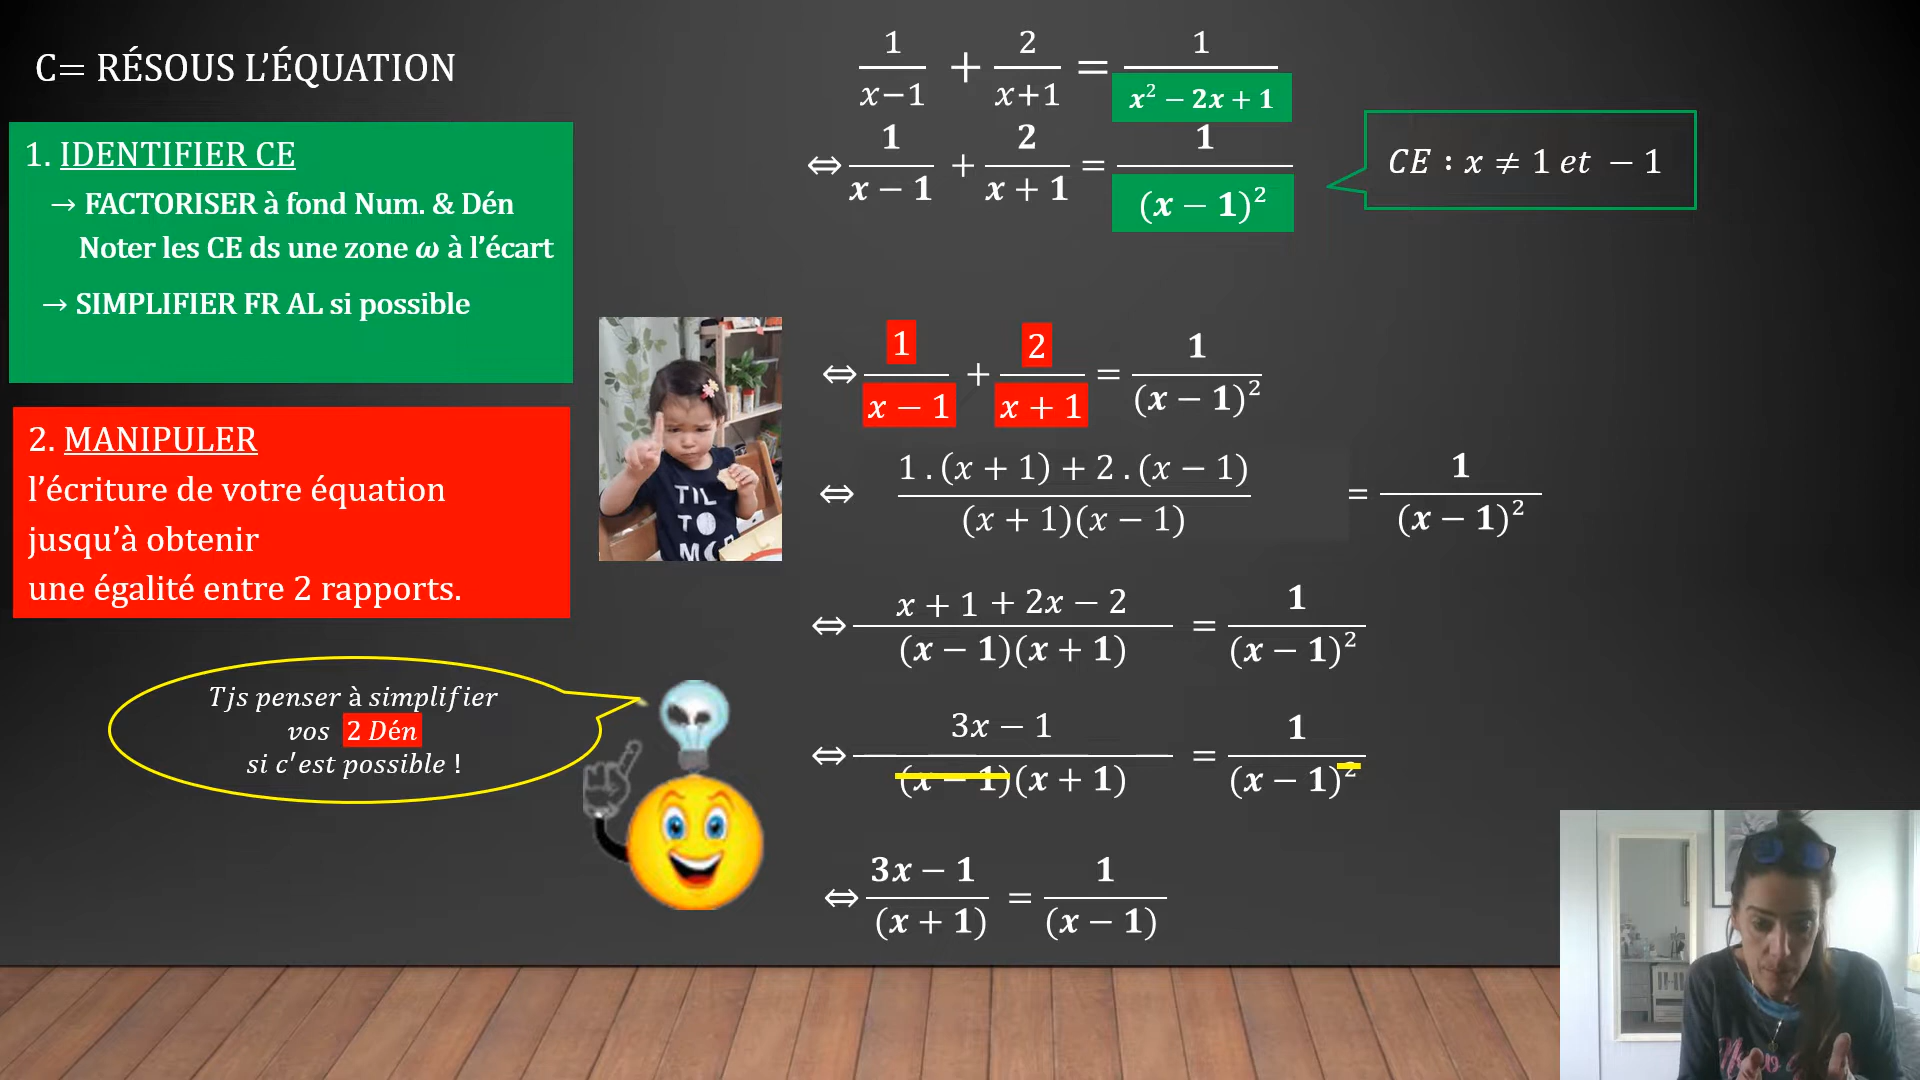 C= RÉSOUS L'ÉQUATION
1. IDENTIFIER CE
→ FACTORISER à fond Num. & Dén
Noter les CE ds une zone ω à l'écart
→ SIMPLIFIER FR AL si possible
2. MANIPULER
l'écriture de votre équation
jusqu'à obtenir
une égalité entre 2 rapports.
Tjs penser à simplifier
vos 2 Dén
si c'est possible !
1/(x−1) + 2/(x+1) = 1/(x² − 2x + 1)
⇔ 1/(x − 1) + 2/(x + 1) = 1/(x − 1)²
CE : x ≠ 1 et − 1
⇔ 1/(x − 1) + 2/(x + 1) = 1/(x − 1)²
⇔ (1 . (x + 1) + 2 . (x − 1))/((x + 1)(x − 1)) = 1/(x − 1)²
⇔ (x + 1 + 2x − 2)/((x − 1)(x + 1)) = 1/(x − 1)²
⇔ (3x − 1)/((x − 1)(x + 1)) = 1/(x − 1)²
⇔ (3x − 1)/(x + 1) = 1/(x − 1)
TIL